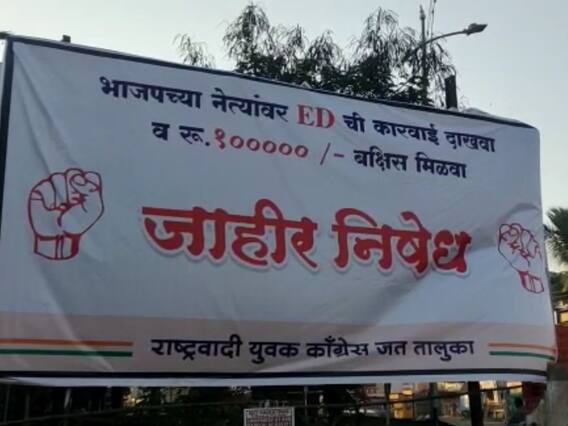 भाजपच्या नेत्यांवर ED ची कारवाई दाखवा
व रू.१००००० /- बक्षिस मिळवा
जाहीर निषेध
राष्ट्रवादी युवक काँग्रेस जत तालुका